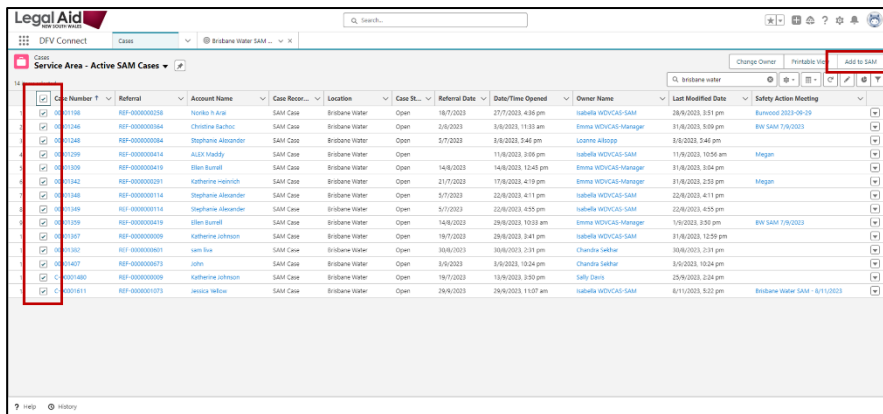 Legal Aid
NEW SOUTH WALES
Search...
DFV Connect Cases Brisbane Water SAM ...
Cases
Service Area - Active SAM Cases
Change Owner Printable View Add to SAM
14
brisbane water
Case Number Referral Account Name Case Recor... Location Case St... Referral Date Date/Time Opened Owner Name Last Modified Date Safety Action Meeting
1198 REF-0000000258 Noriko h Arai SAM Case Brisbane Water Open 18/7/2023 27/7/2023, 4:36 pm Isabella WDVCAS-SAM 28/9/2023, 3:51 pm Burwood 2023-09-29
1246 REF-0000000364 Christine Eachoc SAM Case Brisbane Water Open 2/8/2023 3/8/2023, 11:33 am Emma WDVCAS-Manager 31/8/2023, 5:09 pm BW SAM 7/9/2023
1248 REF-0000000084 Stephanie Alexander SAM Case Brisbane Water Open 5/7/2023 3/8/2023, 5:46 pm Loanne Allsopp 3/8/2023, 5:46 pm
1299 REF-0000000414 ALEX Maddy SAM Case Brisbane Water Open 11/8/2023, 3:06 pm Isabella WDVCAS-SAM 11/9/2023, 10:56 am Megan
1309 REF-0000000419 Ellen Burrell SAM Case Brisbane Water Open 14/8/2023 14/8/2023, 12:43 pm Emma WDVCAS-Manager 31/8/2023, 3:04 pm
1342 REF-0000000291 Katherine Heinrich SAM Case Brisbane Water Open 21/7/2023 17/8/2023, 4:19 pm Emma WDVCAS-Manager 31/8/2023, 2:53 pm Megan
1348 REF-0000000114 Stephanie Alexander SAM Case Brisbane Water Open 5/7/2023 22/8/2023, 4:11 pm Isabella WDVCAS-SAM 22/8/2023, 4:11 pm
1349 REF-0000000114 Stephanie Alexander SAM Case Brisbane Water Open 5/7/2023 22/8/2023, 4:55 pm Isabella WDVCAS-SAM 22/8/2023, 4:55 pm
1359 REF-0000000419 Ellen Burrell SAM Case Brisbane Water Open 14/8/2023 29/8/2023, 10:33 am Emma WDVCAS-Manager 1/9/2023, 3:50 pm BW SAM 7/9/2023
1367 REF-0000000009 Katherine Johnson SAM Case Brisbane Water Open 19/7/2023 29/8/2023, 3:41 pm Isabella WDVCAS-SAM 31/8/2023, 12:59 pm
1382 REF-0000000601 sam liva SAM Case Brisbane Water Open 30/8/2023 30/8/2023, 2:31 pm Chandra Sekhar 30/8/2023, 2:31 pm
1407 REF-0000000673 John SAM Case Brisbane Water Open 3/9/2023 3/9/2023, 10:24 pm Chandra Sekhar 3/9/2023, 10:24 pm
0001480 REF-0000000009 Katherine Johnson SAM Case Brisbane Water Open 19/7/2023 13/9/2023, 3:50 pm Sally Davis 25/9/2023, 2:24 pm
0001611 REF-0000001073 Jessica Yellow SAM Case Brisbane Water Open 29/9/2023 29/9/2023, 11:07 am Isabella WDVCAS-SAM 8/11/2023, 5:22 pm Brisbane Water SAM - 8/11/2023
Help History